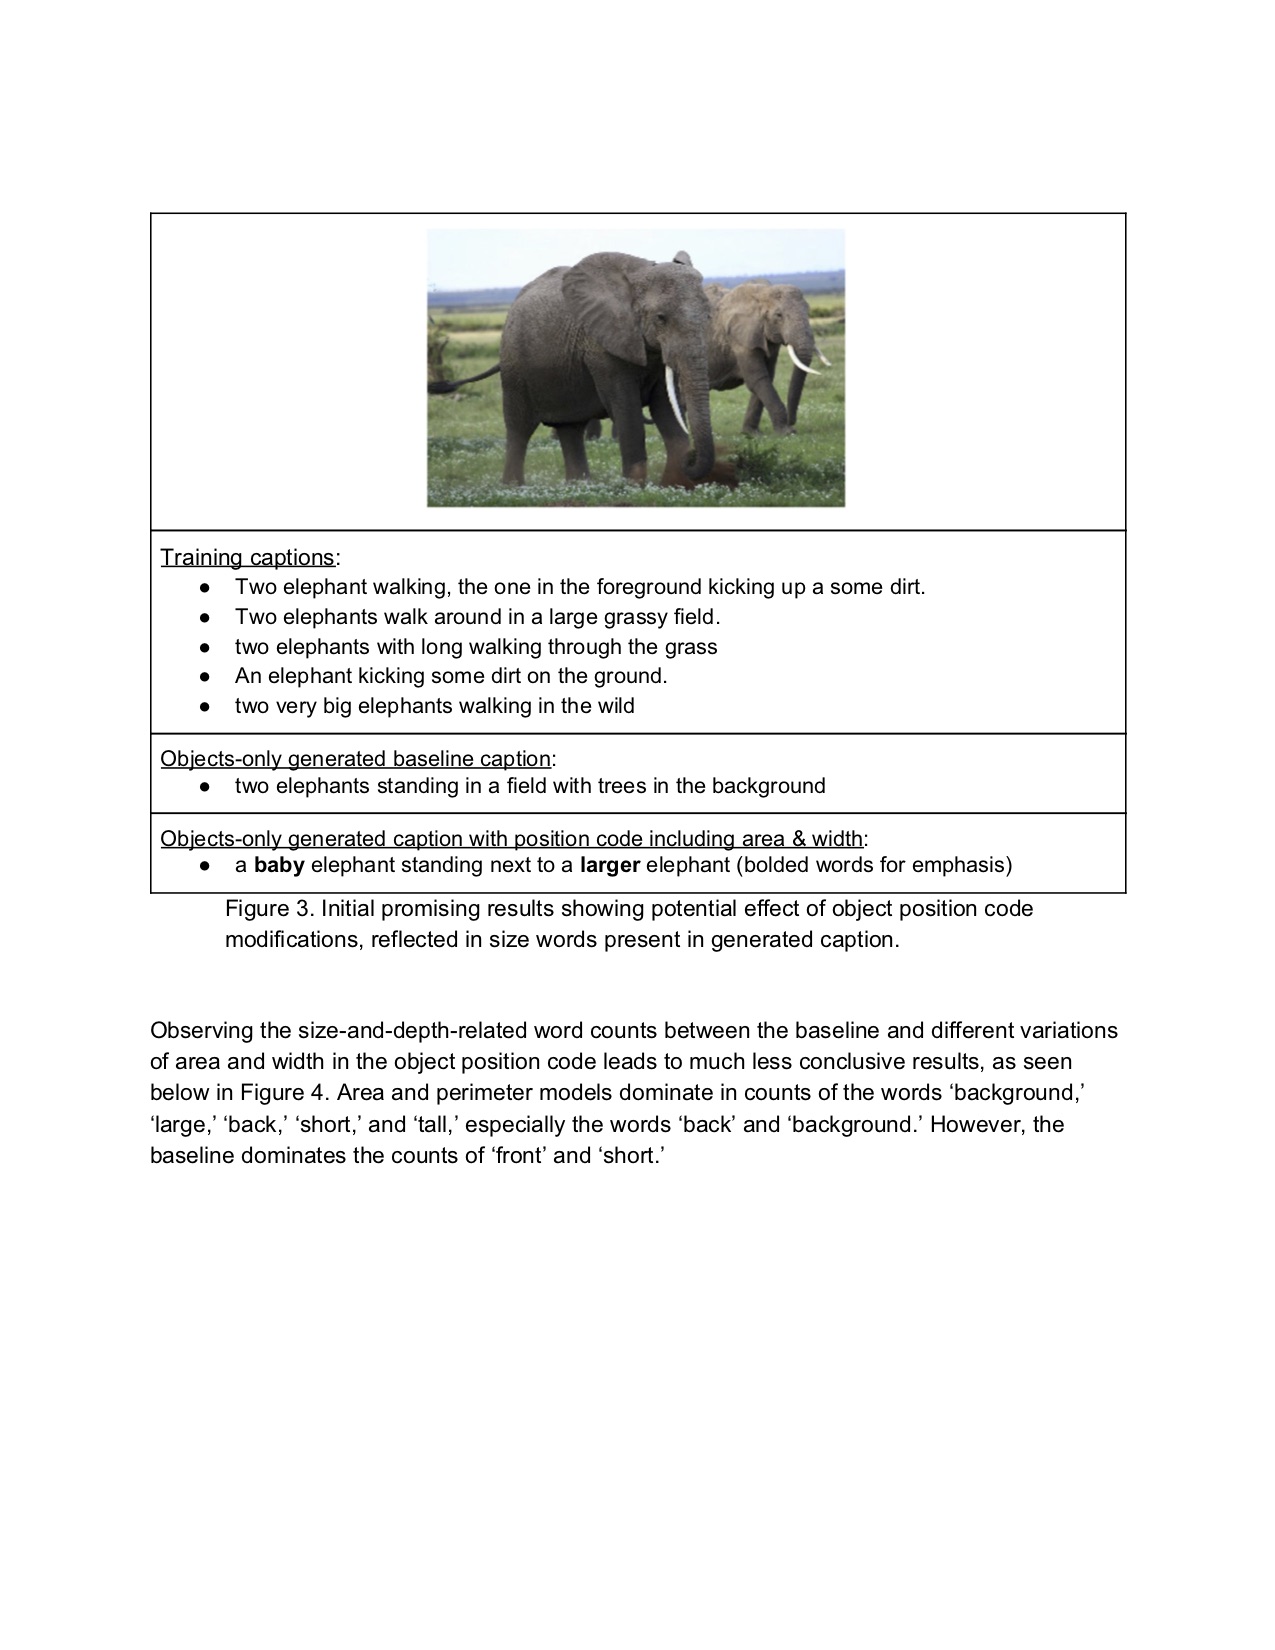 Training captions:
● Two elephant walking, the one in the foreground kicking up a some dirt.
● Two elephants walk around in a large grassy field.
● two elephants with long walking through the grass
● An elephant kicking some dirt on the ground.
● two very big elephants walking in the wild
Objects-only generated baseline caption:
● two elephants standing in a field with trees in the background
Objects-only generated caption with position code including area & width:
● a baby elephant standing next to a larger elephant (bolded words for emphasis)
Figure 3. Initial promising results showing potential effect of object position code
modifications, reflected in size words present in generated caption.
Observing the size-and-depth-related word counts between the baseline and different variations
of area and width in the object position code leads to much less conclusive results, as seen
below in Figure 4. Area and perimeter models dominate in counts of the words ‘background,’
‘large,’ ‘back,’ ‘short,’ and ‘tall,’ especially the words ‘back’ and ‘background.’ However, the
baseline dominates the counts of ‘front’ and ‘short.’